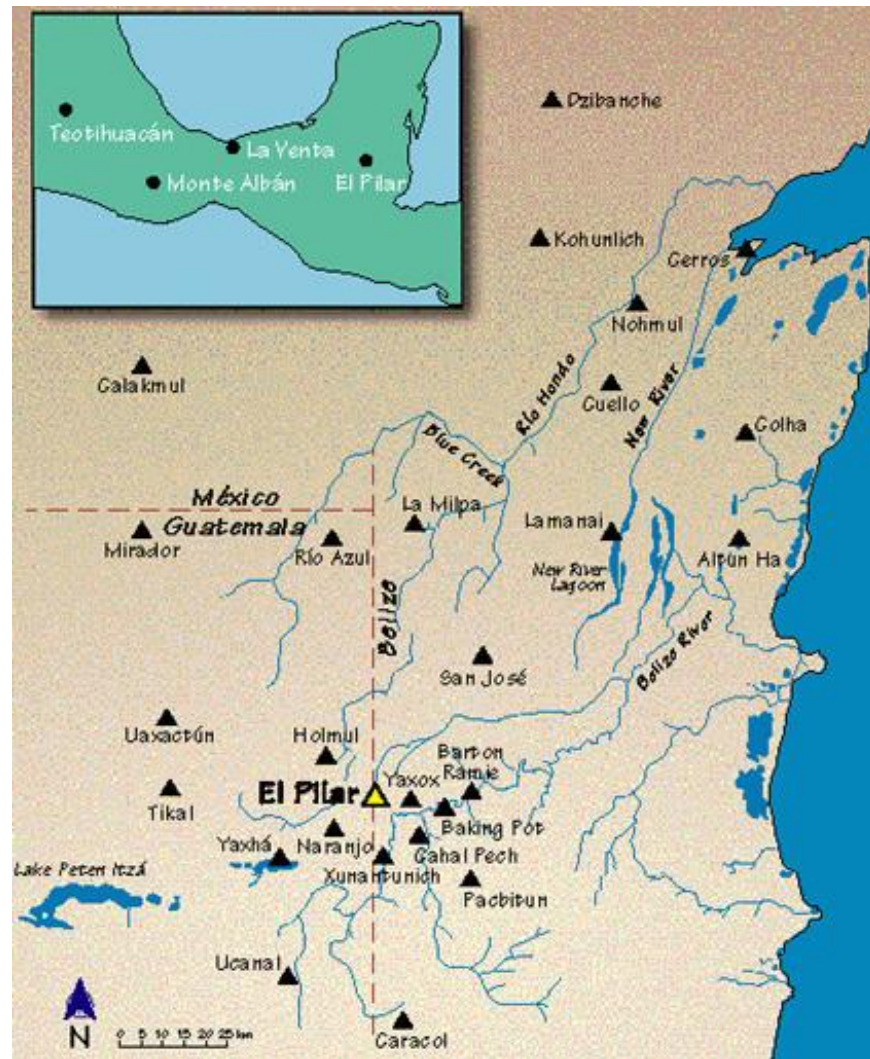 Teotihuacán
La Venta
Monte Albán
El Pilar
Dzibanche
Kohunlich
Cerros
Nohmul
Río Hondo
New River
Calakmul
Cuello
Colha
Blue Creek
México
Guatemala
La Milpa
Lamanai
Mirador
Río Azul
Altun Ha
New River
Lagoon
Belize
Belize River
San José
Uaxactún
Holmul
Barton
Ramie
El Pilar
Yaxox
Tikal
Baking Pot
Yaxhá
Naranjo
Cahal Pech
Lake Peten Itzá
Xunantunich
Pacbitun
Ucanal
N
0 5 10 15 20 25 km
Caracol